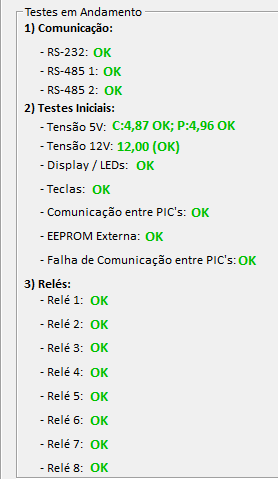 Testes em Andamento
1) Comunicação:
- RS-232: OK
- RS-485 1: OK
- RS-485 2: OK
2) Testes Iniciais:
- Tensão 5V: C:4,87 OK; P:4,96 OK
- Tensão 12V: 12,00 (OK)
- Display / LEDs: OK
- Teclas: OK
- Comunicação entre PIC's: OK
- EEPROM Externa: OK
- Falha de Comunicação entre PIC's: OK
3) Relés:
- Relé 1: OK
- Relé 2: OK
- Relé 3: OK
- Relé 4: OK
- Relé 5: OK
- Relé 6: OK
- Relé 7: OK
- Relé 8: OK